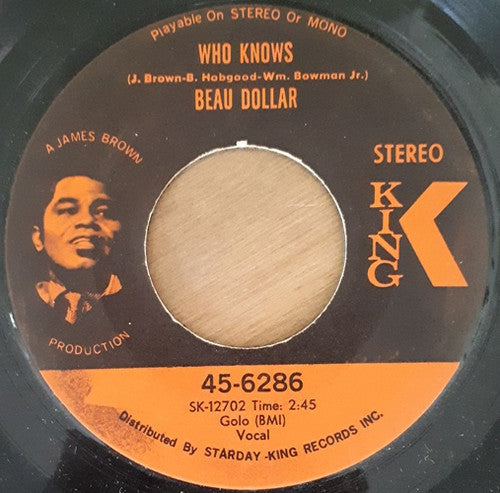 Playable on STEREO Or MONO
WHO KNOWS
(J. Brown-B. Hobgood-Wm. Bowman Jr.)
BEAU DOLLAR
A JAMES BROWN
PRODUCTION
STEREO
KING
K
45-6286
SK-12702 Time: 2:45
Golo (BMI)
Vocal
Distributed By STARDAY-KING RECORDS INC.